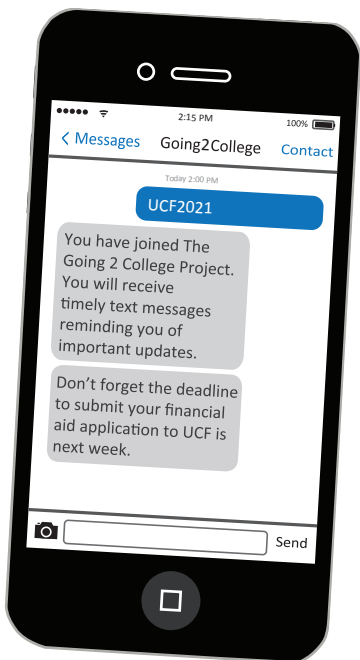 2:15 PM
100%
< Messages Going2College Contact
Today 2:00 PM
UCF2021
You have joined The
Going 2 College Project.
You will receive
timely text messages
reminding you of
important updates.
Don’t forget the deadline
to submit your financial
aid application to UCF is
next week.
Send